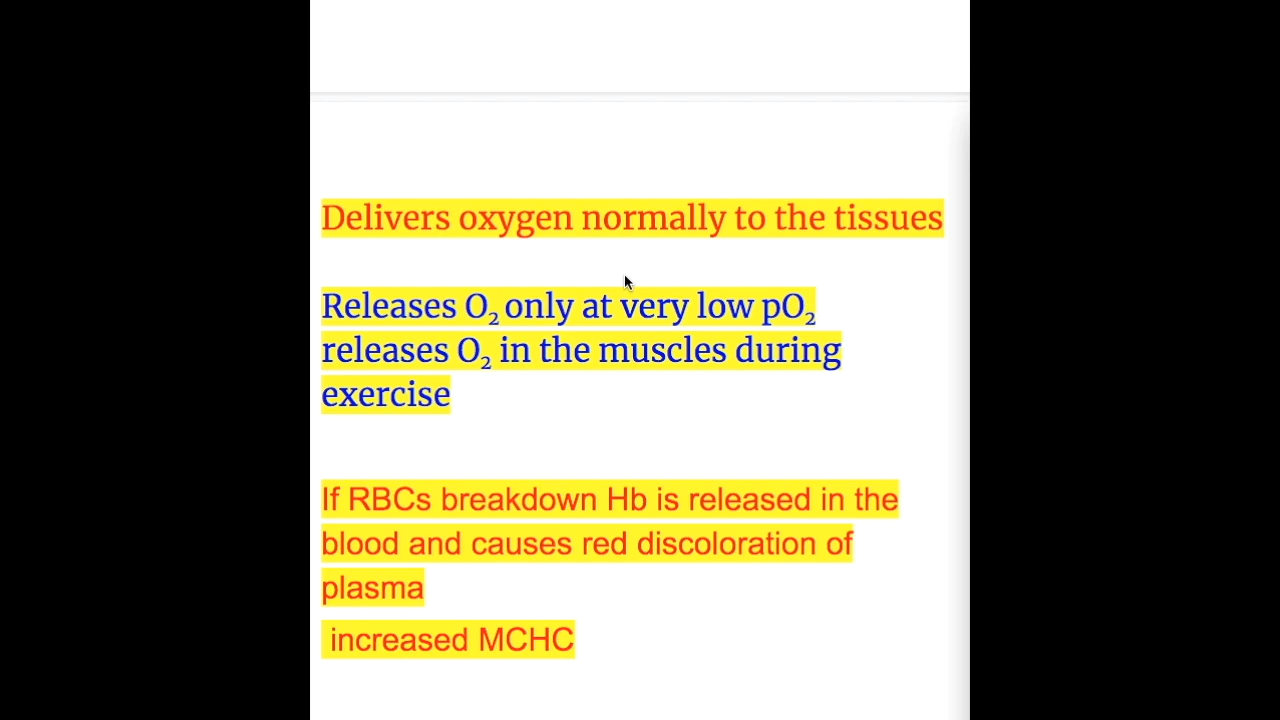 Delivers oxygen normally to the tissues
Releases O₂ only at very low pO₂
releases O₂ in the muscles during
exercise
If RBCs breakdown Hb is released in the
blood and causes red discoloration of
plasma
increased MCHC